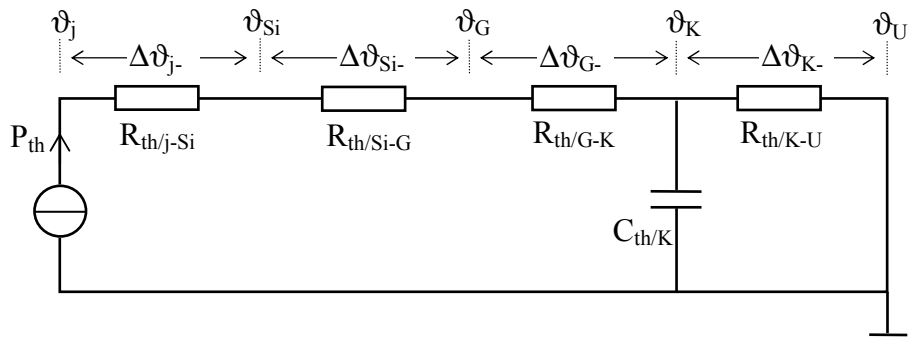 ϑj ϑSi ϑG ϑK ϑU
Δϑj- ΔϑSi- ΔϑG- ΔϑK-
Pth Rth/j-Si Rth/Si-G Rth/G-K Rth/K-U
Cth/K